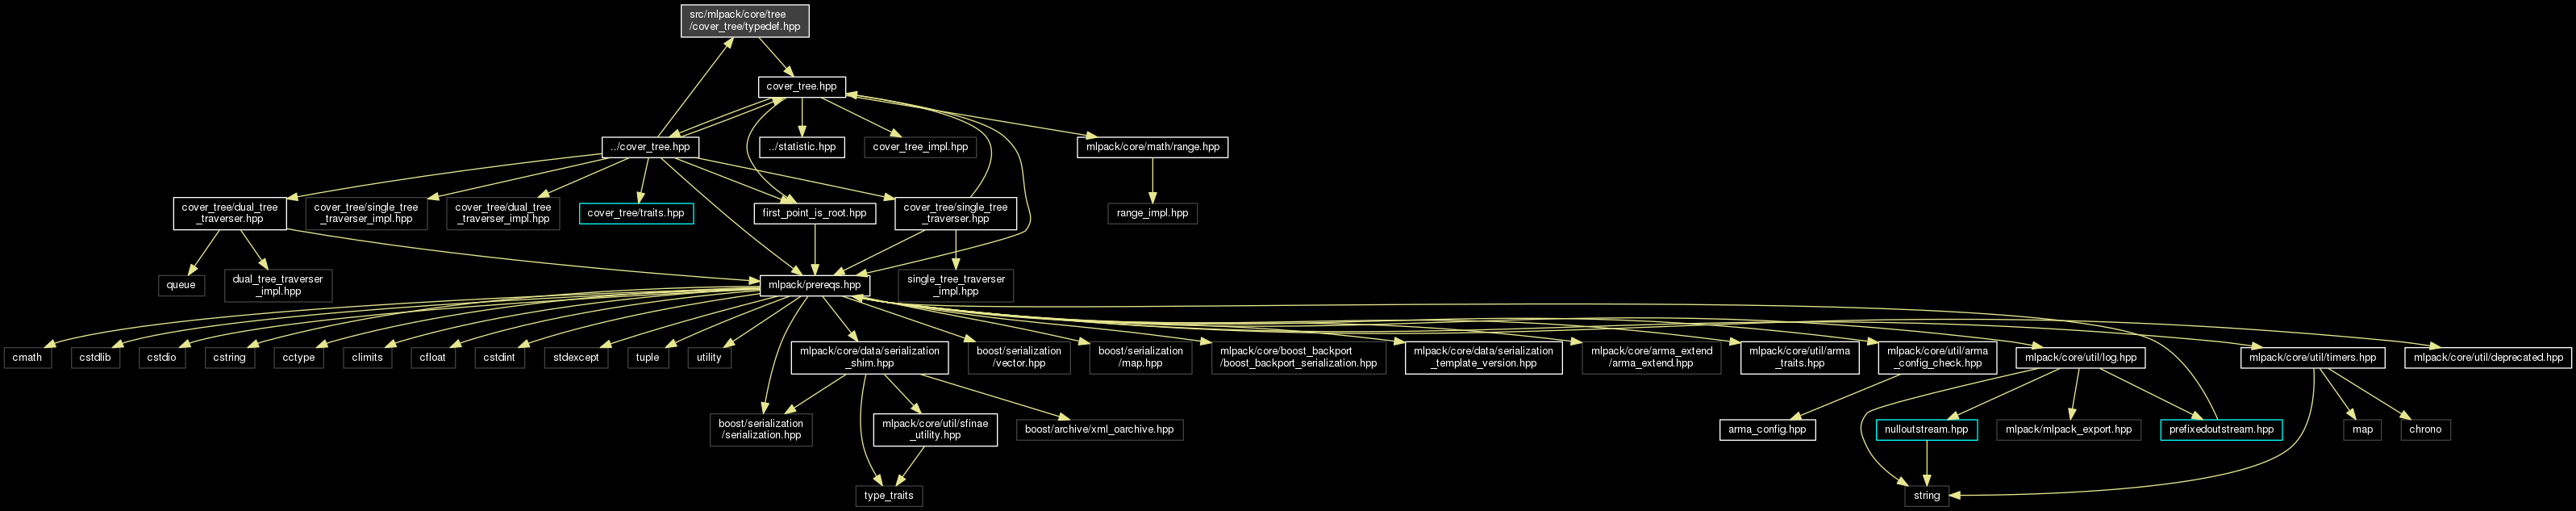 src/mlpack/core/tree
/cover_tree/typedef.hpp
cover_tree.hpp
../cover_tree.hpp
../statistic.hpp
cover_tree_impl.hpp
mlpack/core/math/range.hpp
cover_tree/dual_tree
_traverser.hpp
cover_tree/single_tree
_traverser_impl.hpp
cover_tree/dual_tree
_traverser_impl.hpp
cover_tree/traits.hpp
first_point_is_root.hpp
cover_tree/single_tree
_traverser.hpp
range_impl.hpp
queue
dual_tree_traverser
_impl.hpp
mlpack/prereqs.hpp
single_tree_traverser
_impl.hpp
cmath
cstdlib
cstdio
cstring
cctype
climits
cfloat
cstdint
stdexcept
tuple
utility
mlpack/core/data/serialization
_shim.hpp
boost/serialization
/vector.hpp
boost/serialization
/map.hpp
mlpack/core/boost_backport
/boost_backport_serialization.hpp
mlpack/core/data/serialization
_template_version.hpp
mlpack/core/arma_extend
/arma_extend.hpp
mlpack/core/util/arma
_traits.hpp
mlpack/core/util/arma
_config_check.hpp
mlpack/core/util/log.hpp
mlpack/core/util/timers.hpp
mlpack/core/util/deprecated.hpp
boost/serialization
/serialization.hpp
mlpack/core/util/sfinae
_utility.hpp
boost/archive/xml_oarchive.hpp
arma_config.hpp
nulloutstream.hpp
mlpack/mlpack_export.hpp
prefixedoutstream.hpp
map
chrono
type_traits
string